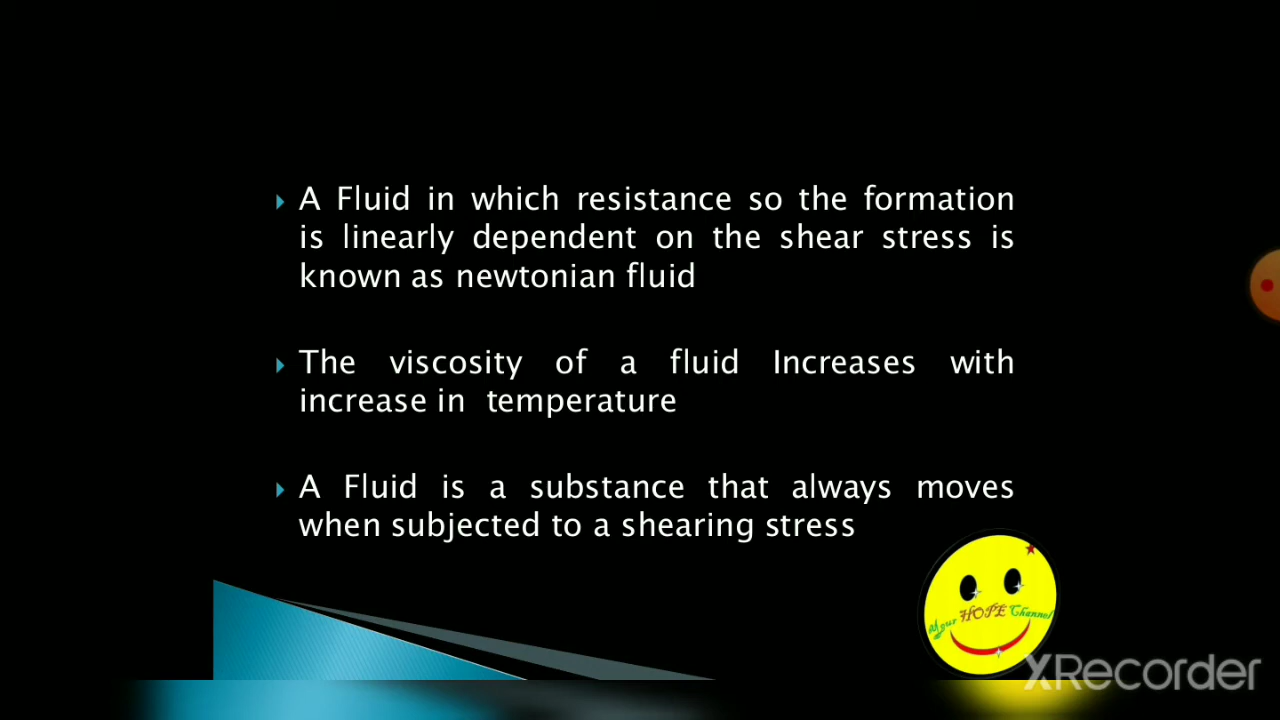 A Fluid in which resistance so the formation
is linearly dependent on the shear stress is
known as newtonian fluid
The viscosity of a fluid Increases with
increase in temperature
A Fluid is a substance that always moves
when subjected to a shearing stress
HOPE Channel
XRecorder